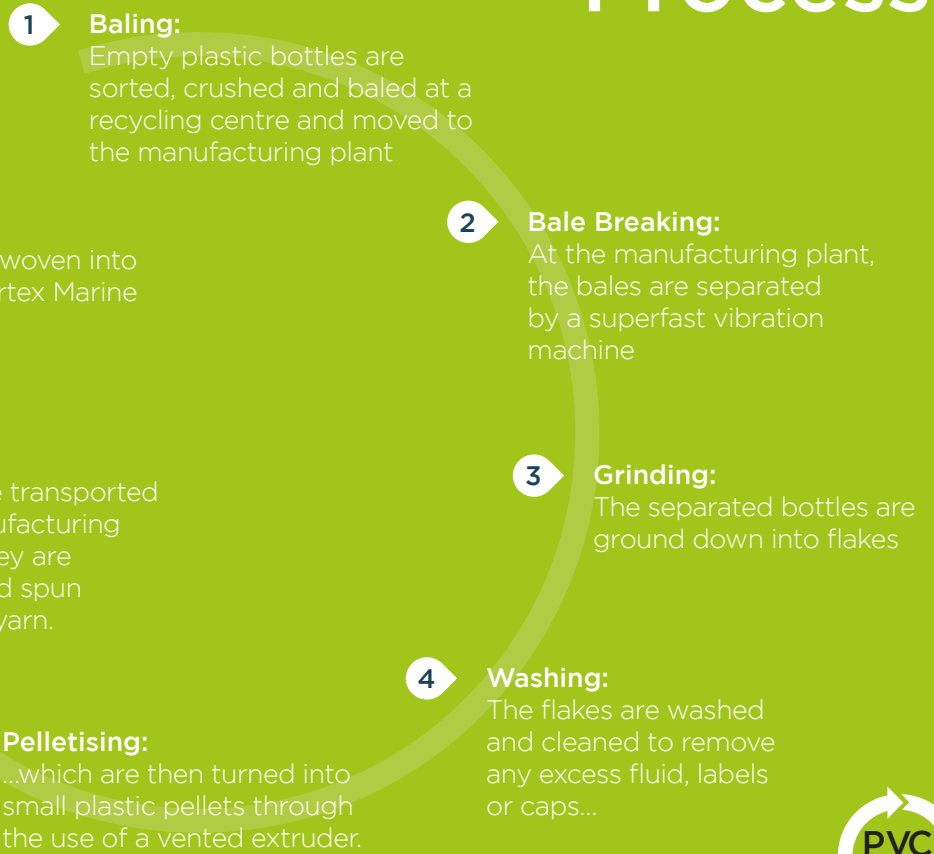 Process
1
Baling:
Empty plastic bottles are
sorted, crushed and baled at a
recycling centre and moved to
the manufacturing plant
2
Bale Breaking:
At the manufacturing plant,
the bales are separated
by a superfast vibration
machine
3
Grinding:
The separated bottles are
ground down into flakes
4
Washing:
The flakes are washed
and cleaned to remove
any excess fluid, labels
or caps...
Pelletising:
...which are then turned into
small plastic pellets through
the use of a vented extruder.
transported
ey are
d spun
yarn.
woven into
rtex Marine
PVC